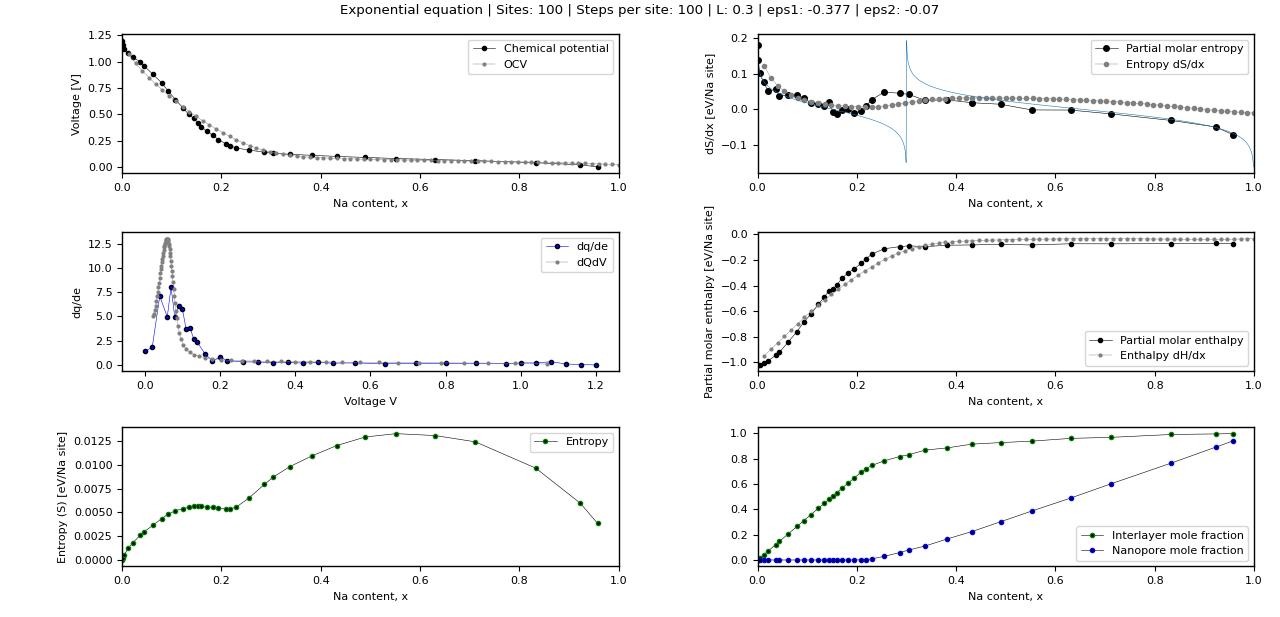 Exponential equation | Sites: 100 | Steps per site: 100 | L: 0.3 | eps1: -0.377 | eps2: -0.07
Voltage [V]
1.25
1.00
0.75
0.50
0.25
0.00
Chemical potential
OCV
0.0 0.2 0.4 0.6 0.8 1.0
Na content, x
dS/dx [eV/Na site]
0.2
0.1
0.0
−0.1
Partial molar entropy
Entropy dS/dx
0.0 0.2 0.4 0.6 0.8 1.0
Na content, x
dq/de
12.5
10.0
7.5
5.0
2.5
0.0
dq/de
dQdV
0.0 0.2 0.4 0.6 0.8 1.0 1.2
Voltage V
Partial molar enthalpy [eV/Na site]
0.0
−0.2
−0.4
−0.6
−0.8
−1.0
Partial molar enthalpy
Enthalpy dH/dx
0.0 0.2 0.4 0.6 0.8 1.0
Na content, x
Entropy (S) [eV/Na site]
0.0125
0.0100
0.0075
0.0050
0.0025
0.0000
Entropy
0.0 0.2 0.4 0.6 0.8 1.0
Na content, x
1.0
0.8
0.6
0.4
0.2
0.0
Interlayer mole fraction
Nanopore mole fraction
0.0 0.2 0.4 0.6 0.8 1.0
Na content, x